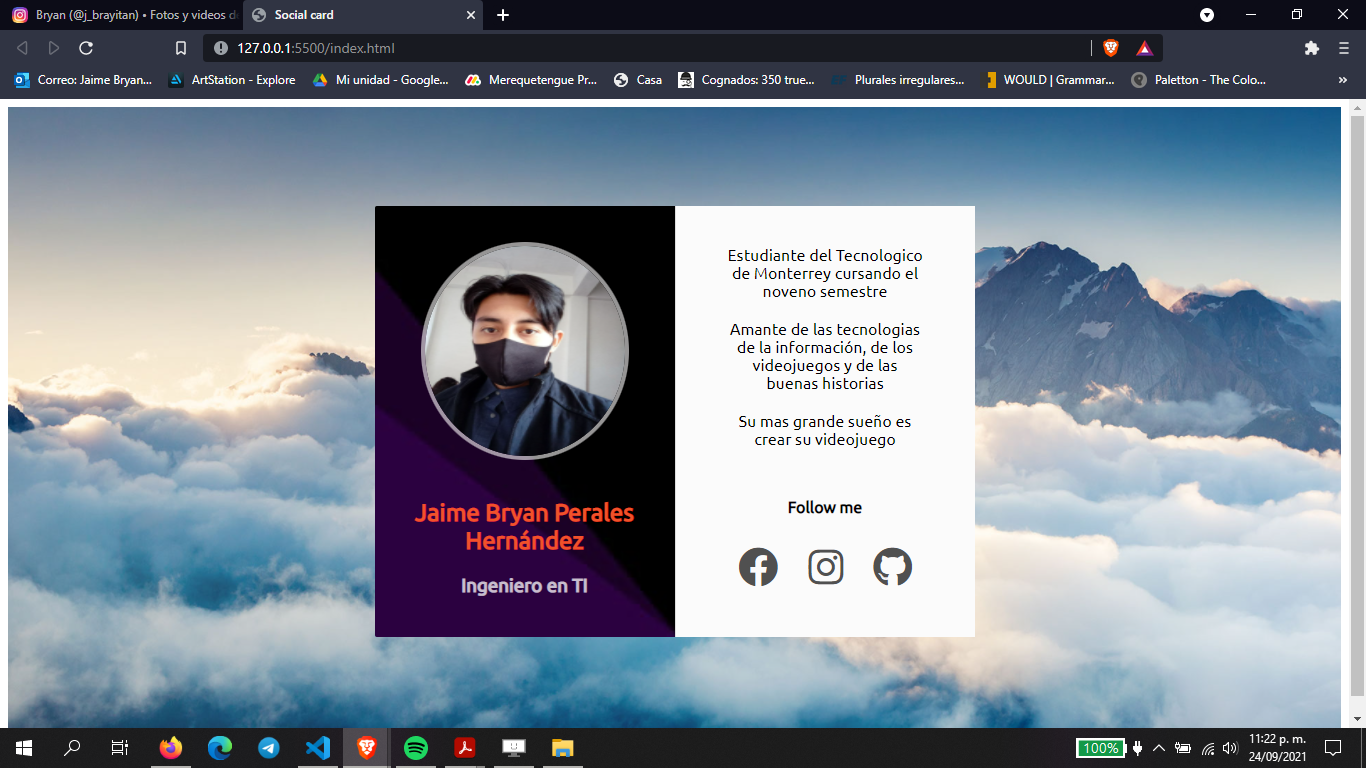 Bryan (@j_brayitan) • Fotos y videos d
Social card
127.0.0.1:5500/index.html
Correo: Jaime Bryan...
ArtStation - Explore
Mi unidad - Google...
Merequetengue Pr...
Casa
Cognados: 350 true...
Plurales irregulares...
WOULD | Grammar...
Paletton - The Colo...
»
Jaime Bryan Perales
Hernández
Ingeniero en TI
Estudiante del Tecnologico
de Monterrey cursando el
noveno semestre
Amante de las tecnologias
de la información, de los
videojuegos y de las
buenas historias
Su mas grande sueño es
crear su videojuego
Follow me
100%
11:22 p. m.
24/09/2021